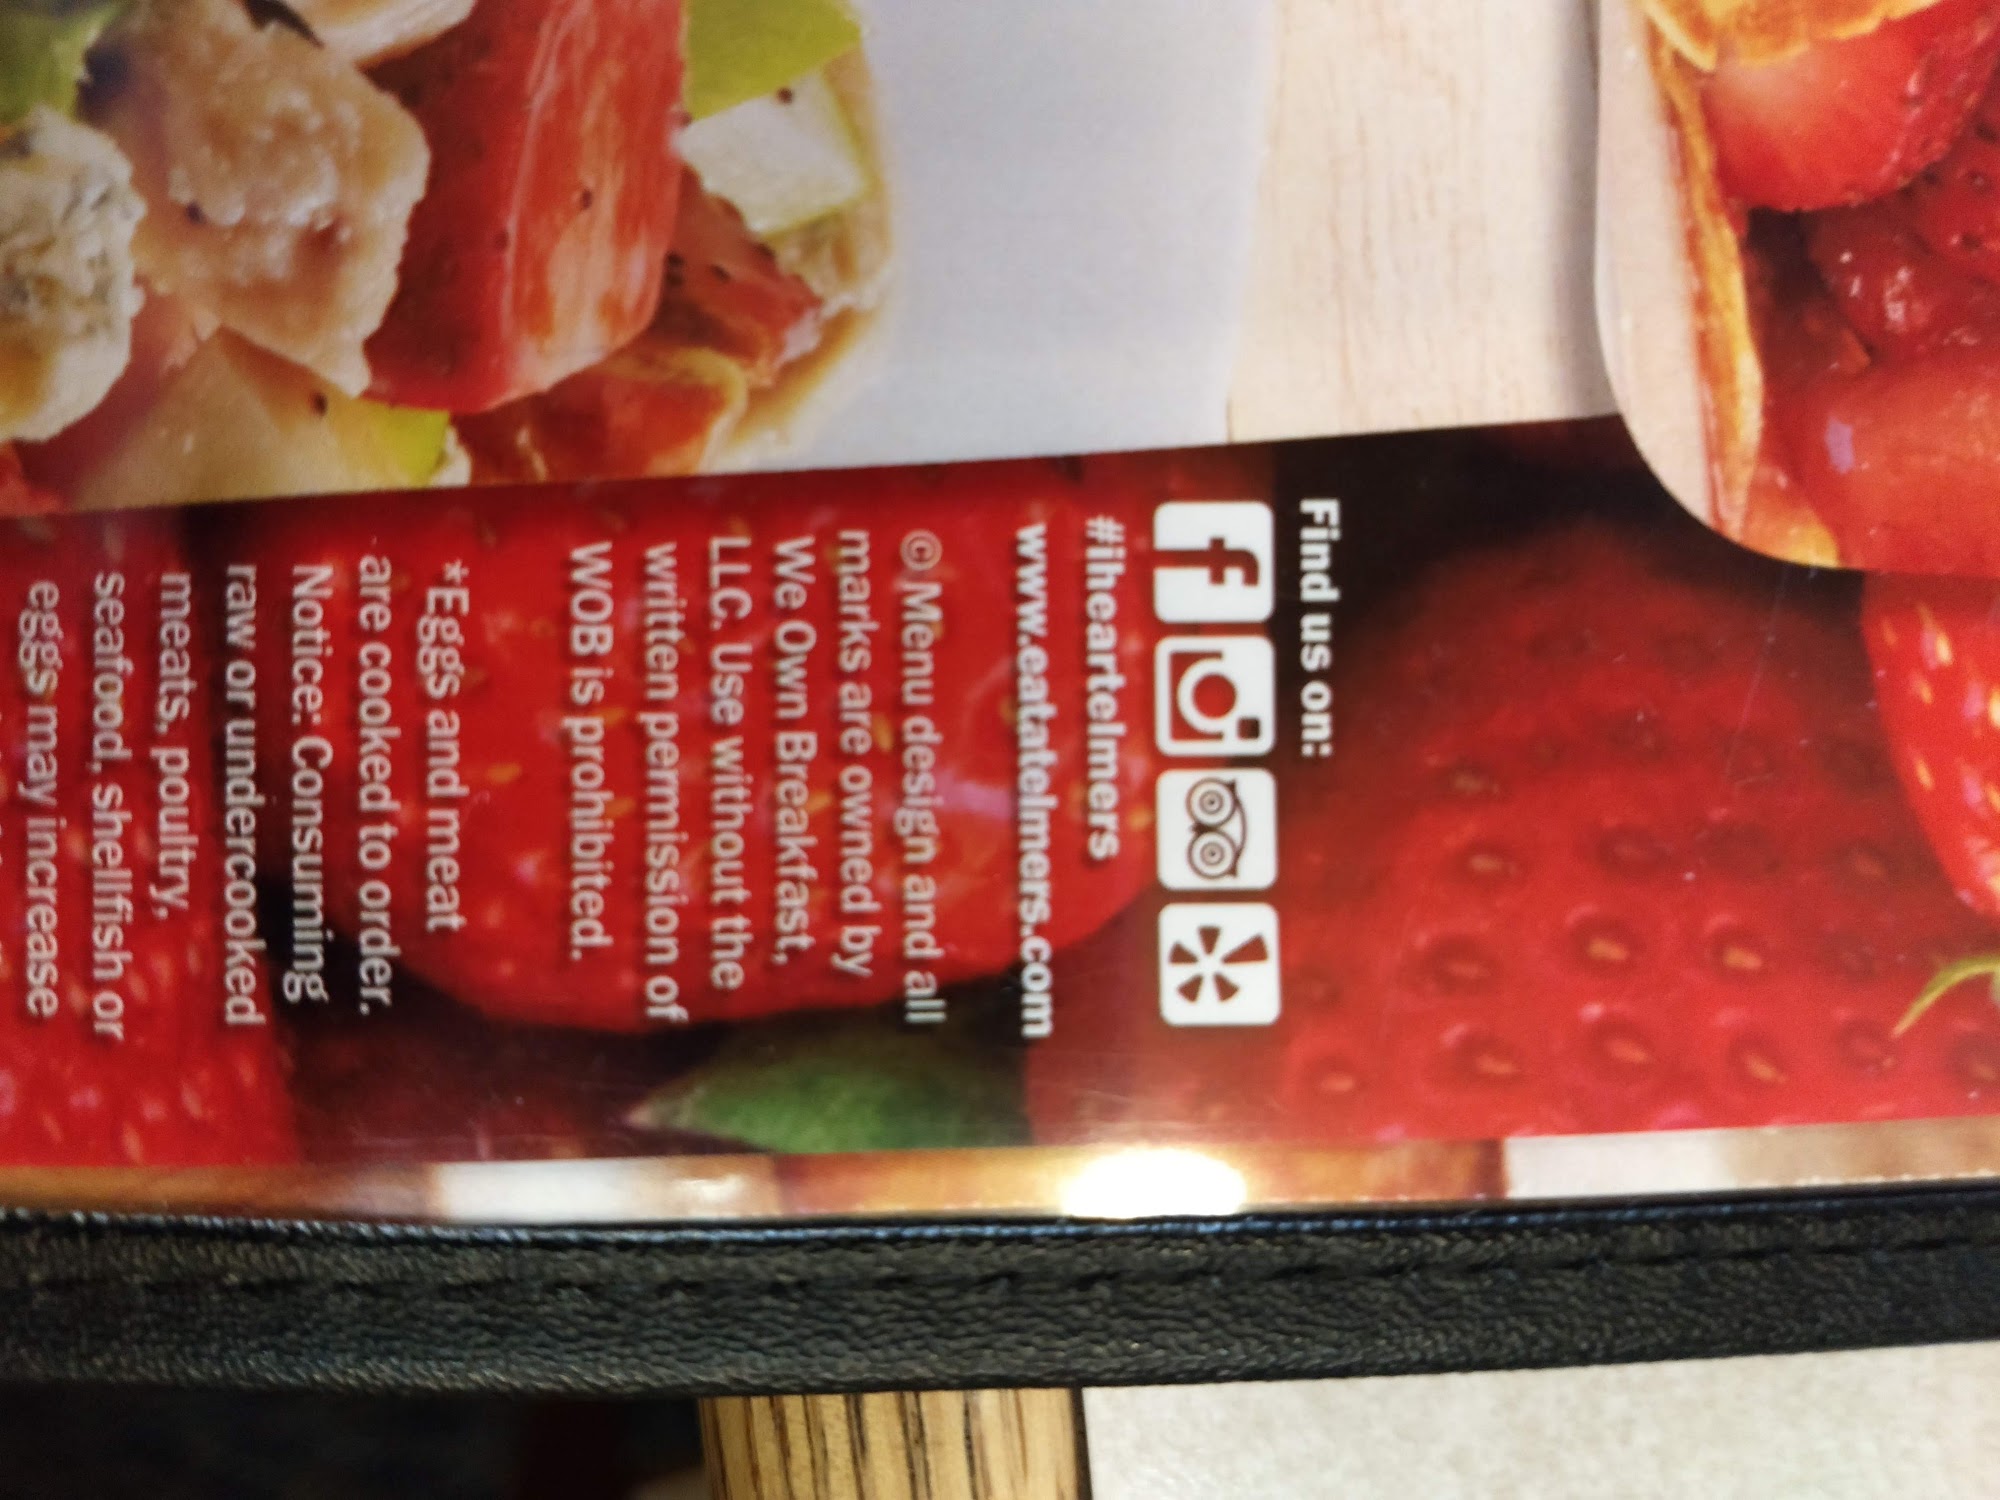 Find us on:
#iheartelmers
www.eatatelmers.com
© Menu design and all
marks are owned by
We Own Breakfast,
LLC. Use without the
written permission of
WOB is prohibited.
*Eggs and meat
are cooked to order.
Notice: Consuming
raw or undercooked
meats, poultry,
seafood, shellfish or
eggs may increase